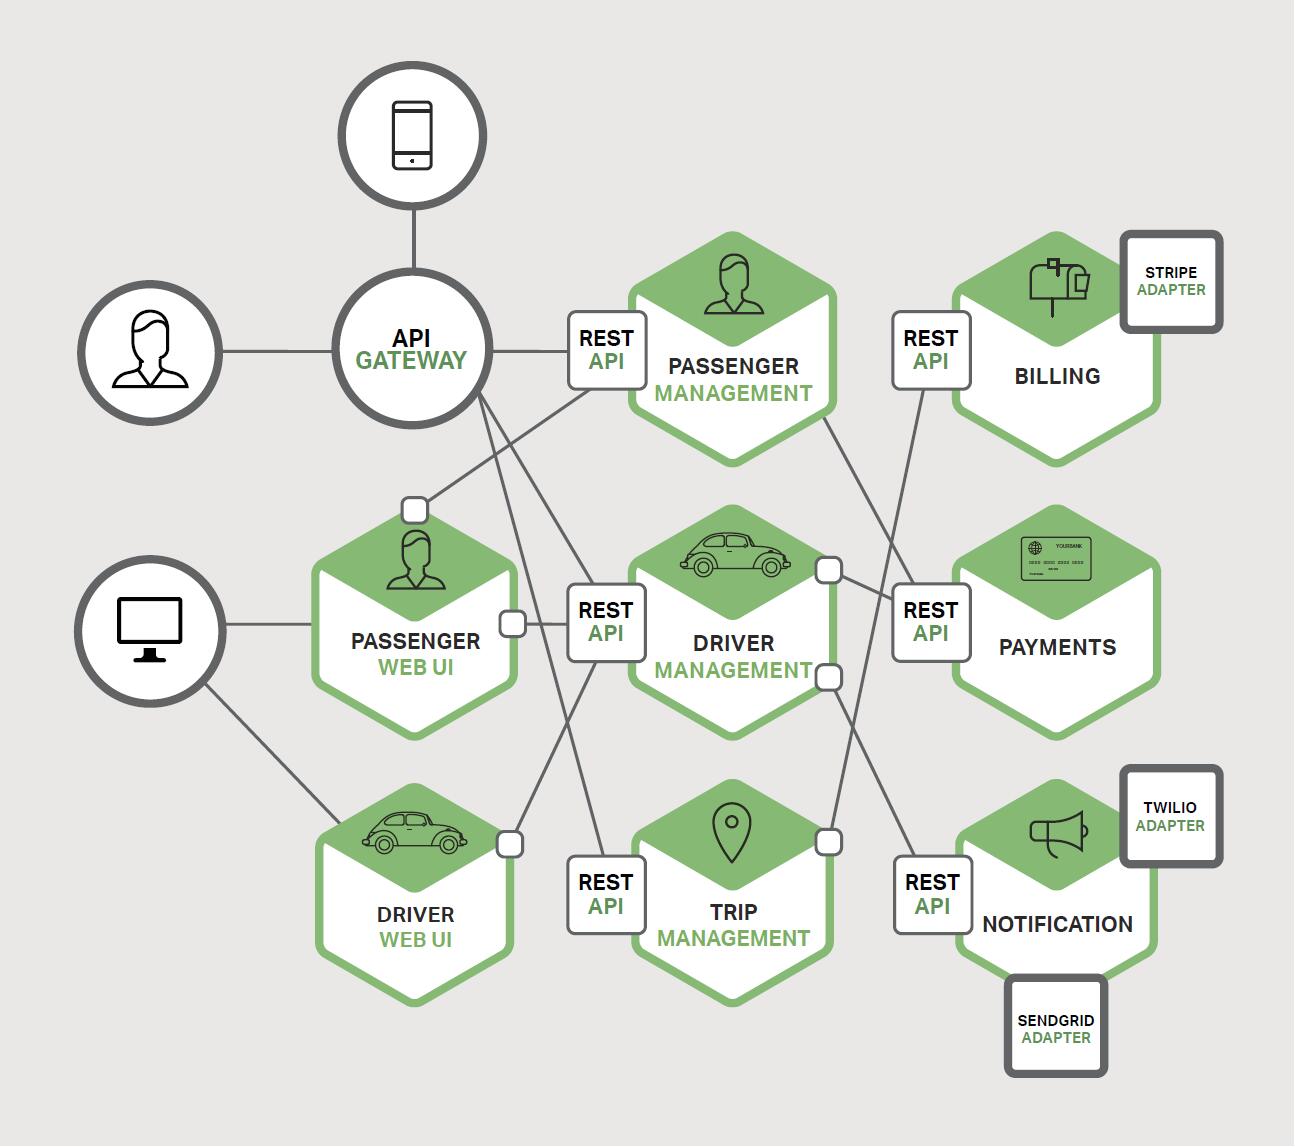 API
GATEWAY
REST
API
PASSENGER
MANAGEMENT
REST
API
BILLING
STRIPE
ADAPTER
PASSENGER
WEB UI
REST
API
DRIVER
MANAGEMENT
REST
API
YOURBANK
PAYMENTS
DRIVER
WEB UI
REST
API
TRIP
MANAGEMENT
REST
API
NOTIFICATION
TWILIO
ADAPTER
SENDGRID
ADAPTER